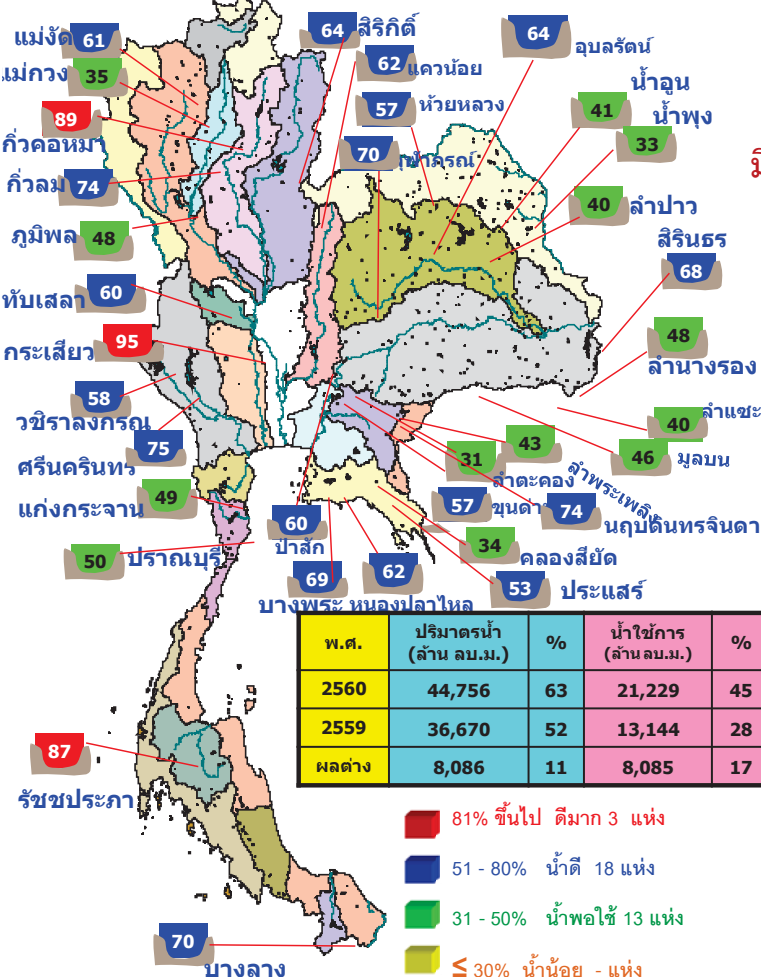 แม่งัด 61
แม่กวง 35
89
กิ่วคอหมา
กิ่วลม 74
ภูมิพล 48
ทับเสลา 60
กระเสียว 95
58
วชิราลงกรณ
75
ศรีนครินทร์
แก่งกระจาน 49
50 ปราณบุรี
64 สิริกิติ์
62 แควน้อย
57 ห้วยหลวง
70 จุฬาภรณ์
64 อุบลรัตน์
น้ำอูน
41 น้ำพุง
33
40 ลำปาว
สิรินธร
68
48
ลำนางรอง
40 ลำแชะ
46 มูลบน
43
31
ลำตะคอง
ลำพระเพลิง
57 ขุนด่าน
74 นฤบดินทรจินดา
34 คลองสียัด
53 ประแสร์
60
ป่าสัก
69 62
บางพระ หนองปลาไหล
พ.ศ. ปริมาตรน้ำ (ล้าน ลบ.ม.) % น้ำใช้การ (ล้าน ลบ.ม.) %
2560 44,756 63 21,229 45
2559 36,670 52 13,144 28
ผลต่าง 8,086 11 8,085 17
87
รัชชประภา
70
บางลาง
81% ขึ้นไป ดีมาก 3 แห่ง
51 - 80% น้ำดี 18 แห่ง
31 - 50% น้ำพอใช้ 13 แห่ง
≤ 30% น้ำน้อย - แห่ง